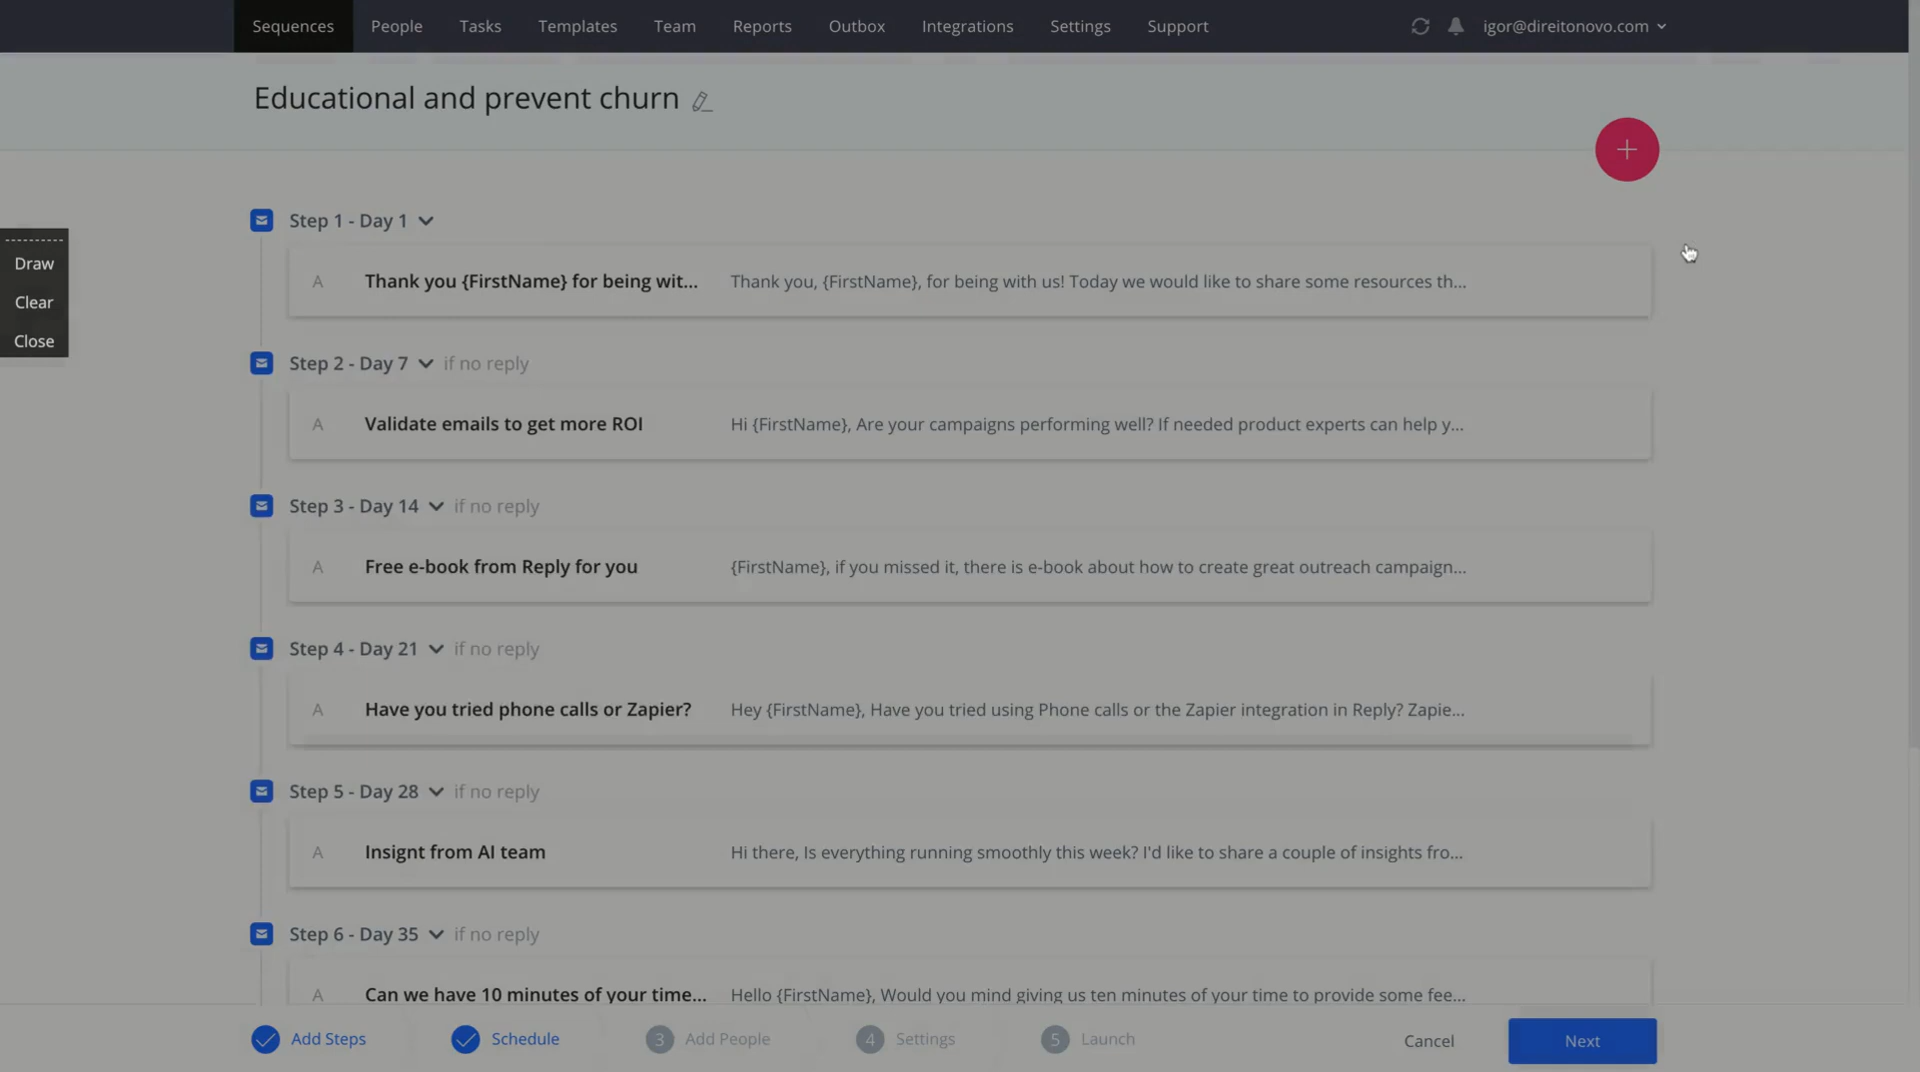 Sequences People Tasks Templates Team Reports Outbox Integrations Settings Support igor@direitonovo.com
Educational and prevent churn
Draw
Clear
Close
Step 1 - Day 1
A Thank you {FirstName} for being wit... Thank you, {FirstName}, for being with us! Today we would like to share some resources th...
Step 2 - Day 7 if no reply
A Validate emails to get more ROI Hi {FirstName}, Are your campaigns performing well? If needed product experts can help y...
Step 3 - Day 14 if no reply
A Free e-book from Reply for you {FirstName}, if you missed it, there is e-book about how to create great outreach campaign...
Step 4 - Day 21 if no reply
A Have you tried phone calls or Zapier? Hey {FirstName}, Have you tried using Phone calls or the Zapier integration in Reply? Zapie...
Step 5 - Day 28 if no reply
A Insignt from AI team Hi there, Is everything running smoothly this week? I'd like to share a couple of insights fro...
Step 6 - Day 35 if no reply
A Can we have 10 minutes of your time... Hello {FirstName}, Would you mind giving us ten minutes of your time to provide some fee...
Add Steps Schedule 3 Add People 4 Settings 5 Launch Cancel Next